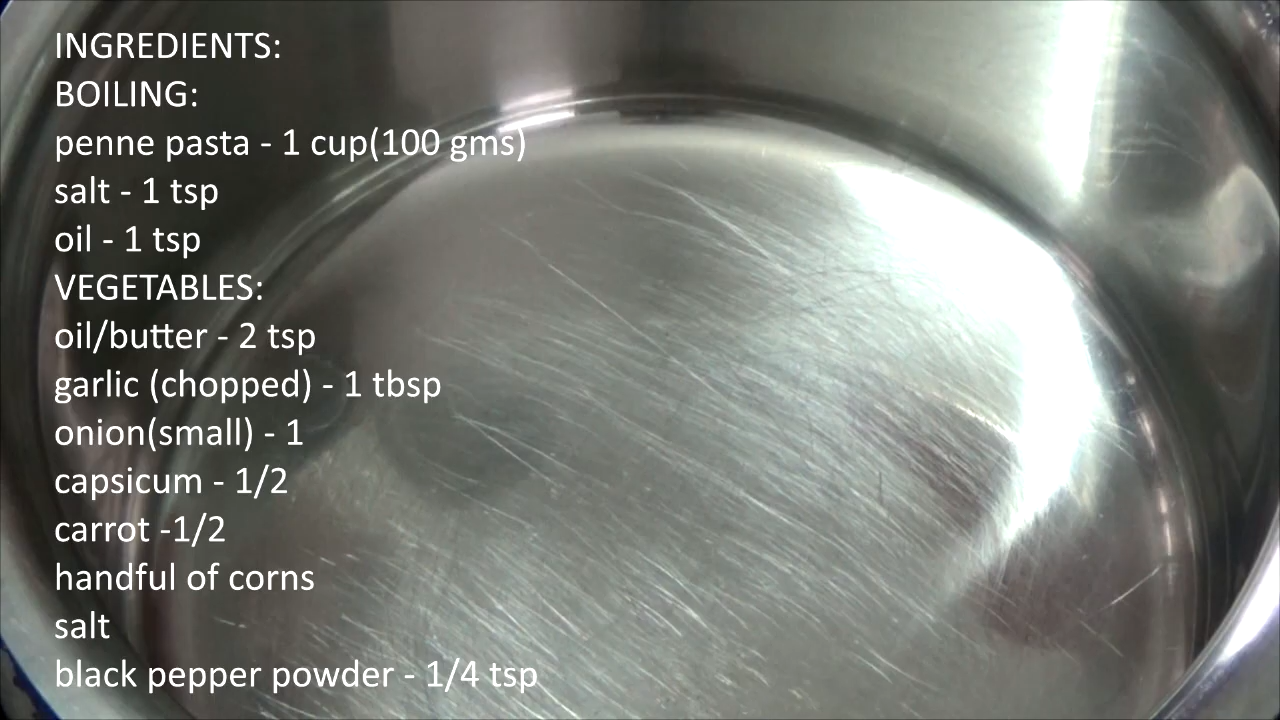 INGREDIENTS:
BOILING:
penne pasta - 1 cup(100 gms)
salt - 1 tsp
oil - 1 tsp
VEGETABLES:
oil/butter - 2 tsp
garlic (chopped) - 1 tbsp
onion(small) - 1
capsicum - 1/2
carrot -1/2
handful of corns
salt
black pepper powder - 1/4 tsp